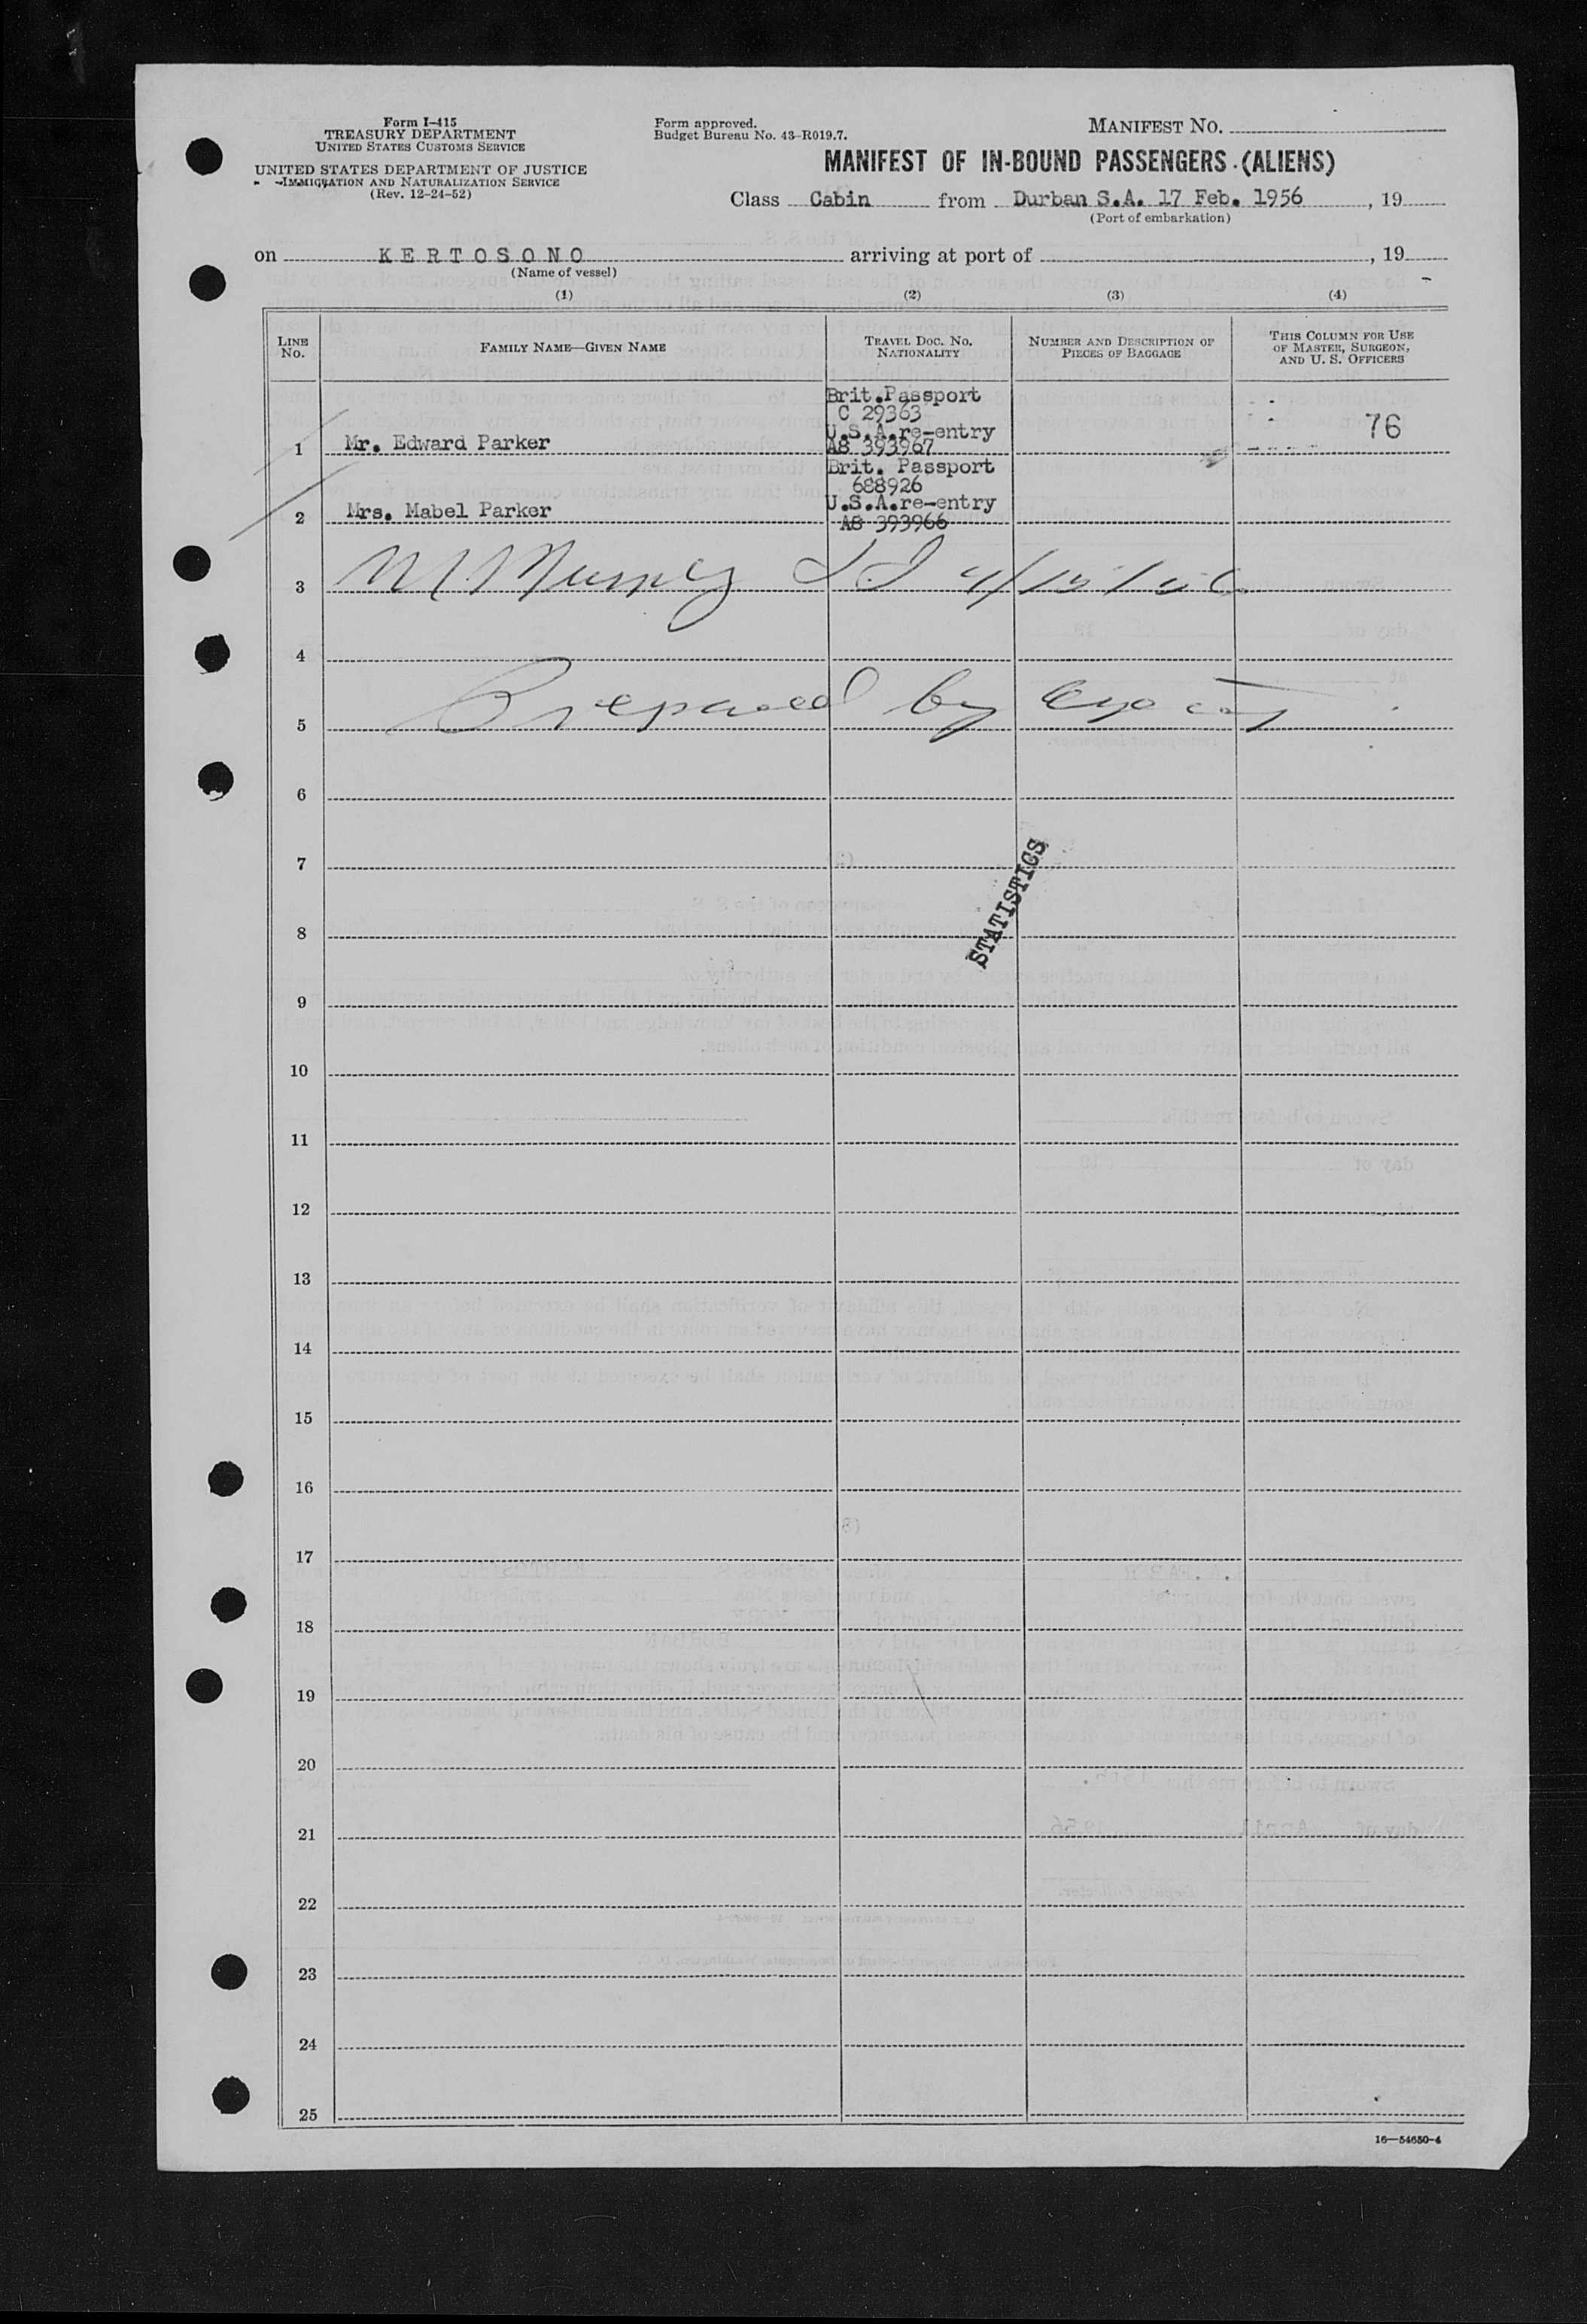 Form I-415
TREASURY DEPARTMENT
UNITED STATES CUSTOMS SERVICE
UNITED STATES DEPARTMENT OF JUSTICE
IMMIGRATION AND NATURALIZATION SERVICE
(Rev. 12-24-52)
Form approved.
Budget Bureau No. 43-R019.7.
MANIFEST NO.
MANIFEST OF IN-BOUND PASSENGERS (ALIENS)
Class Cabin from Durban S.A. 17 Feb. 1956, 19
(Port of embarkation)
on KERTOSONO arriving at port of , 19
(Name of vessel)
(1) (2) (3) (4)
LINE NO.
FAMILY NAME—GIVEN NAME
TRAVEL DOC. NO. NATIONALITY
NUMBER AND DESCRIPTION OF PIECES OF BAGGAGE
THIS COLUMN FOR USE OF MASTER, SURGEON, AND U. S. OFFICERS
Brit.Passport
C 29363
U.S.A.re-entry
76
1 Mr. Edward Parker A8 393967
Brit. Passport
688926
U.S.A.re-entry
2 Mrs. Mabel Parker A8 393966
3
4
Prepared by
5
6
7
STATISTICS
8
9
10
11
12
13
14
15
16
17
18
19
20
21
22
23
24
25
16—54650-4